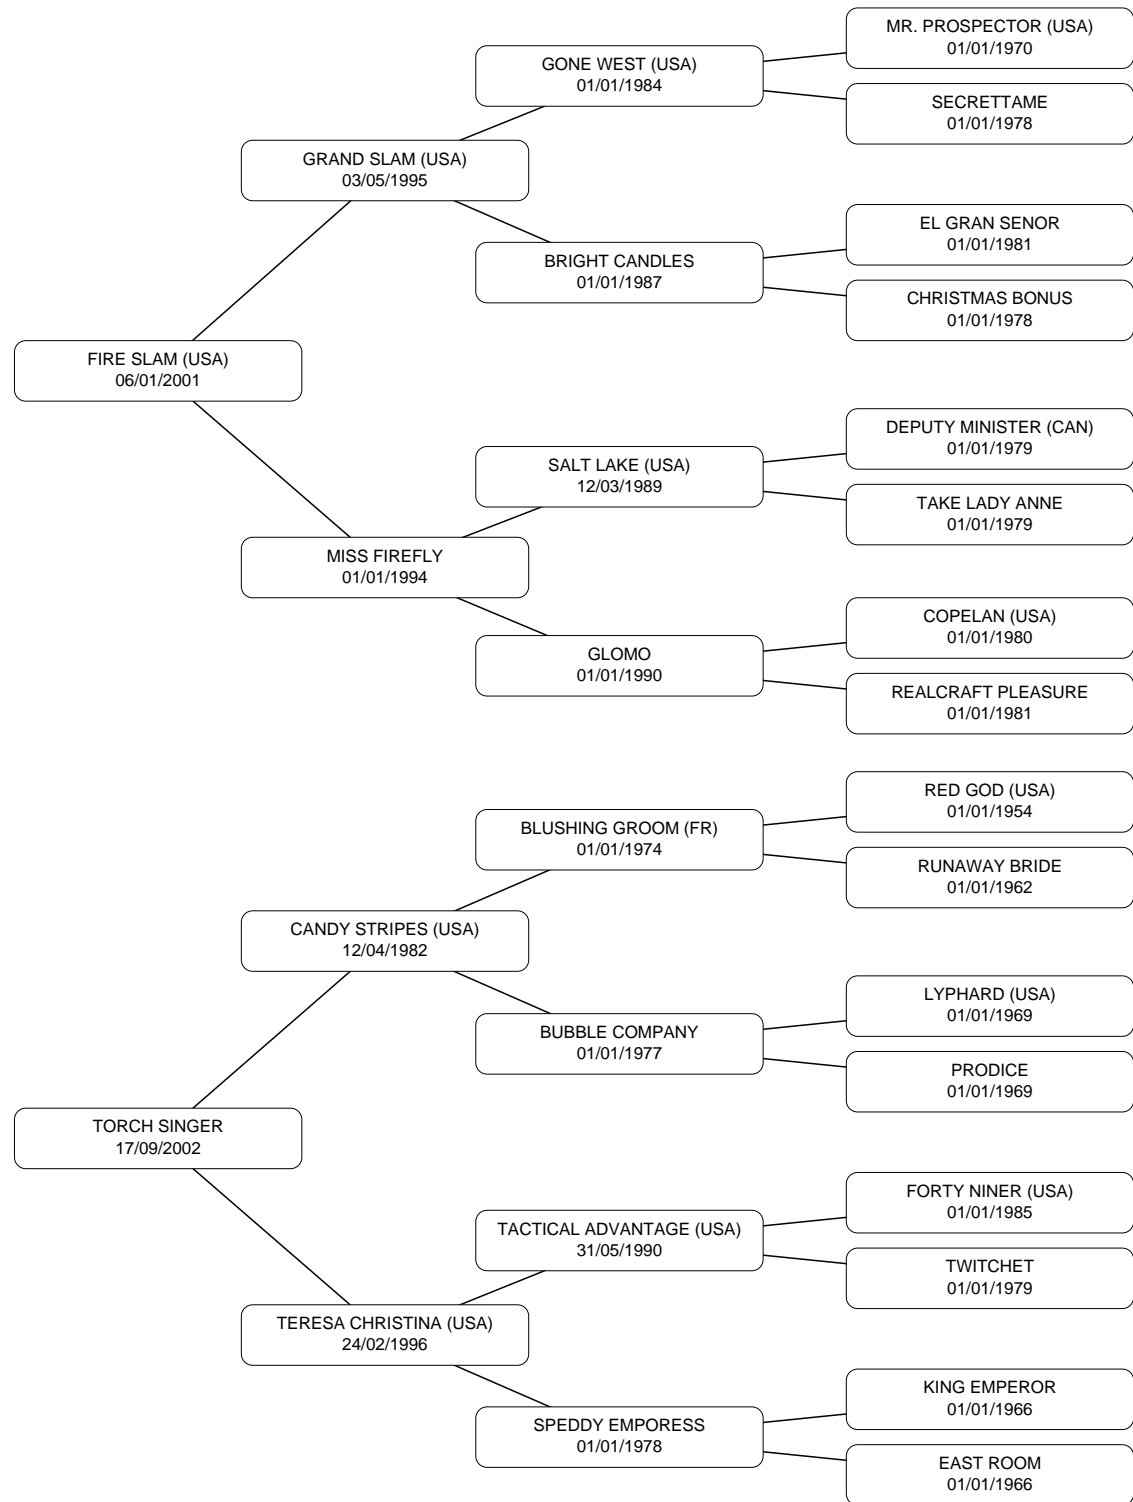 MR. PROSPECTOR (USA)
01/01/1970
GONE WEST (USA)
01/01/1984
SECRETTAME
01/01/1978
GRAND SLAM (USA)
03/05/1995
EL GRAN SENOR
01/01/1981
BRIGHT CANDLES
01/01/1987
CHRISTMAS BONUS
01/01/1978
FIRE SLAM (USA)
06/01/2001
DEPUTY MINISTER (CAN)
01/01/1979
SALT LAKE (USA)
12/03/1989
TAKE LADY ANNE
01/01/1979
MISS FIREFLY
01/01/1994
COPELAN (USA)
01/01/1980
GLOMO
01/01/1990
REALCRAFT PLEASURE
01/01/1981
RED GOD (USA)
01/01/1954
BLUSHING GROOM (FR)
01/01/1974
RUNAWAY BRIDE
01/01/1962
CANDY STRIPES (USA)
12/04/1982
LYPHARD (USA)
01/01/1969
BUBBLE COMPANY
01/01/1977
PRODICE
01/01/1969
TORCH SINGER
17/09/2002
FORTY NINER (USA)
01/01/1985
TACTICAL ADVANTAGE (USA)
31/05/1990
TWITCHET
01/01/1979
TERESA CHRISTINA (USA)
24/02/1996
KING EMPEROR
01/01/1966
SPEDDY EMPORESS
01/01/1978
EAST ROOM
01/01/1966